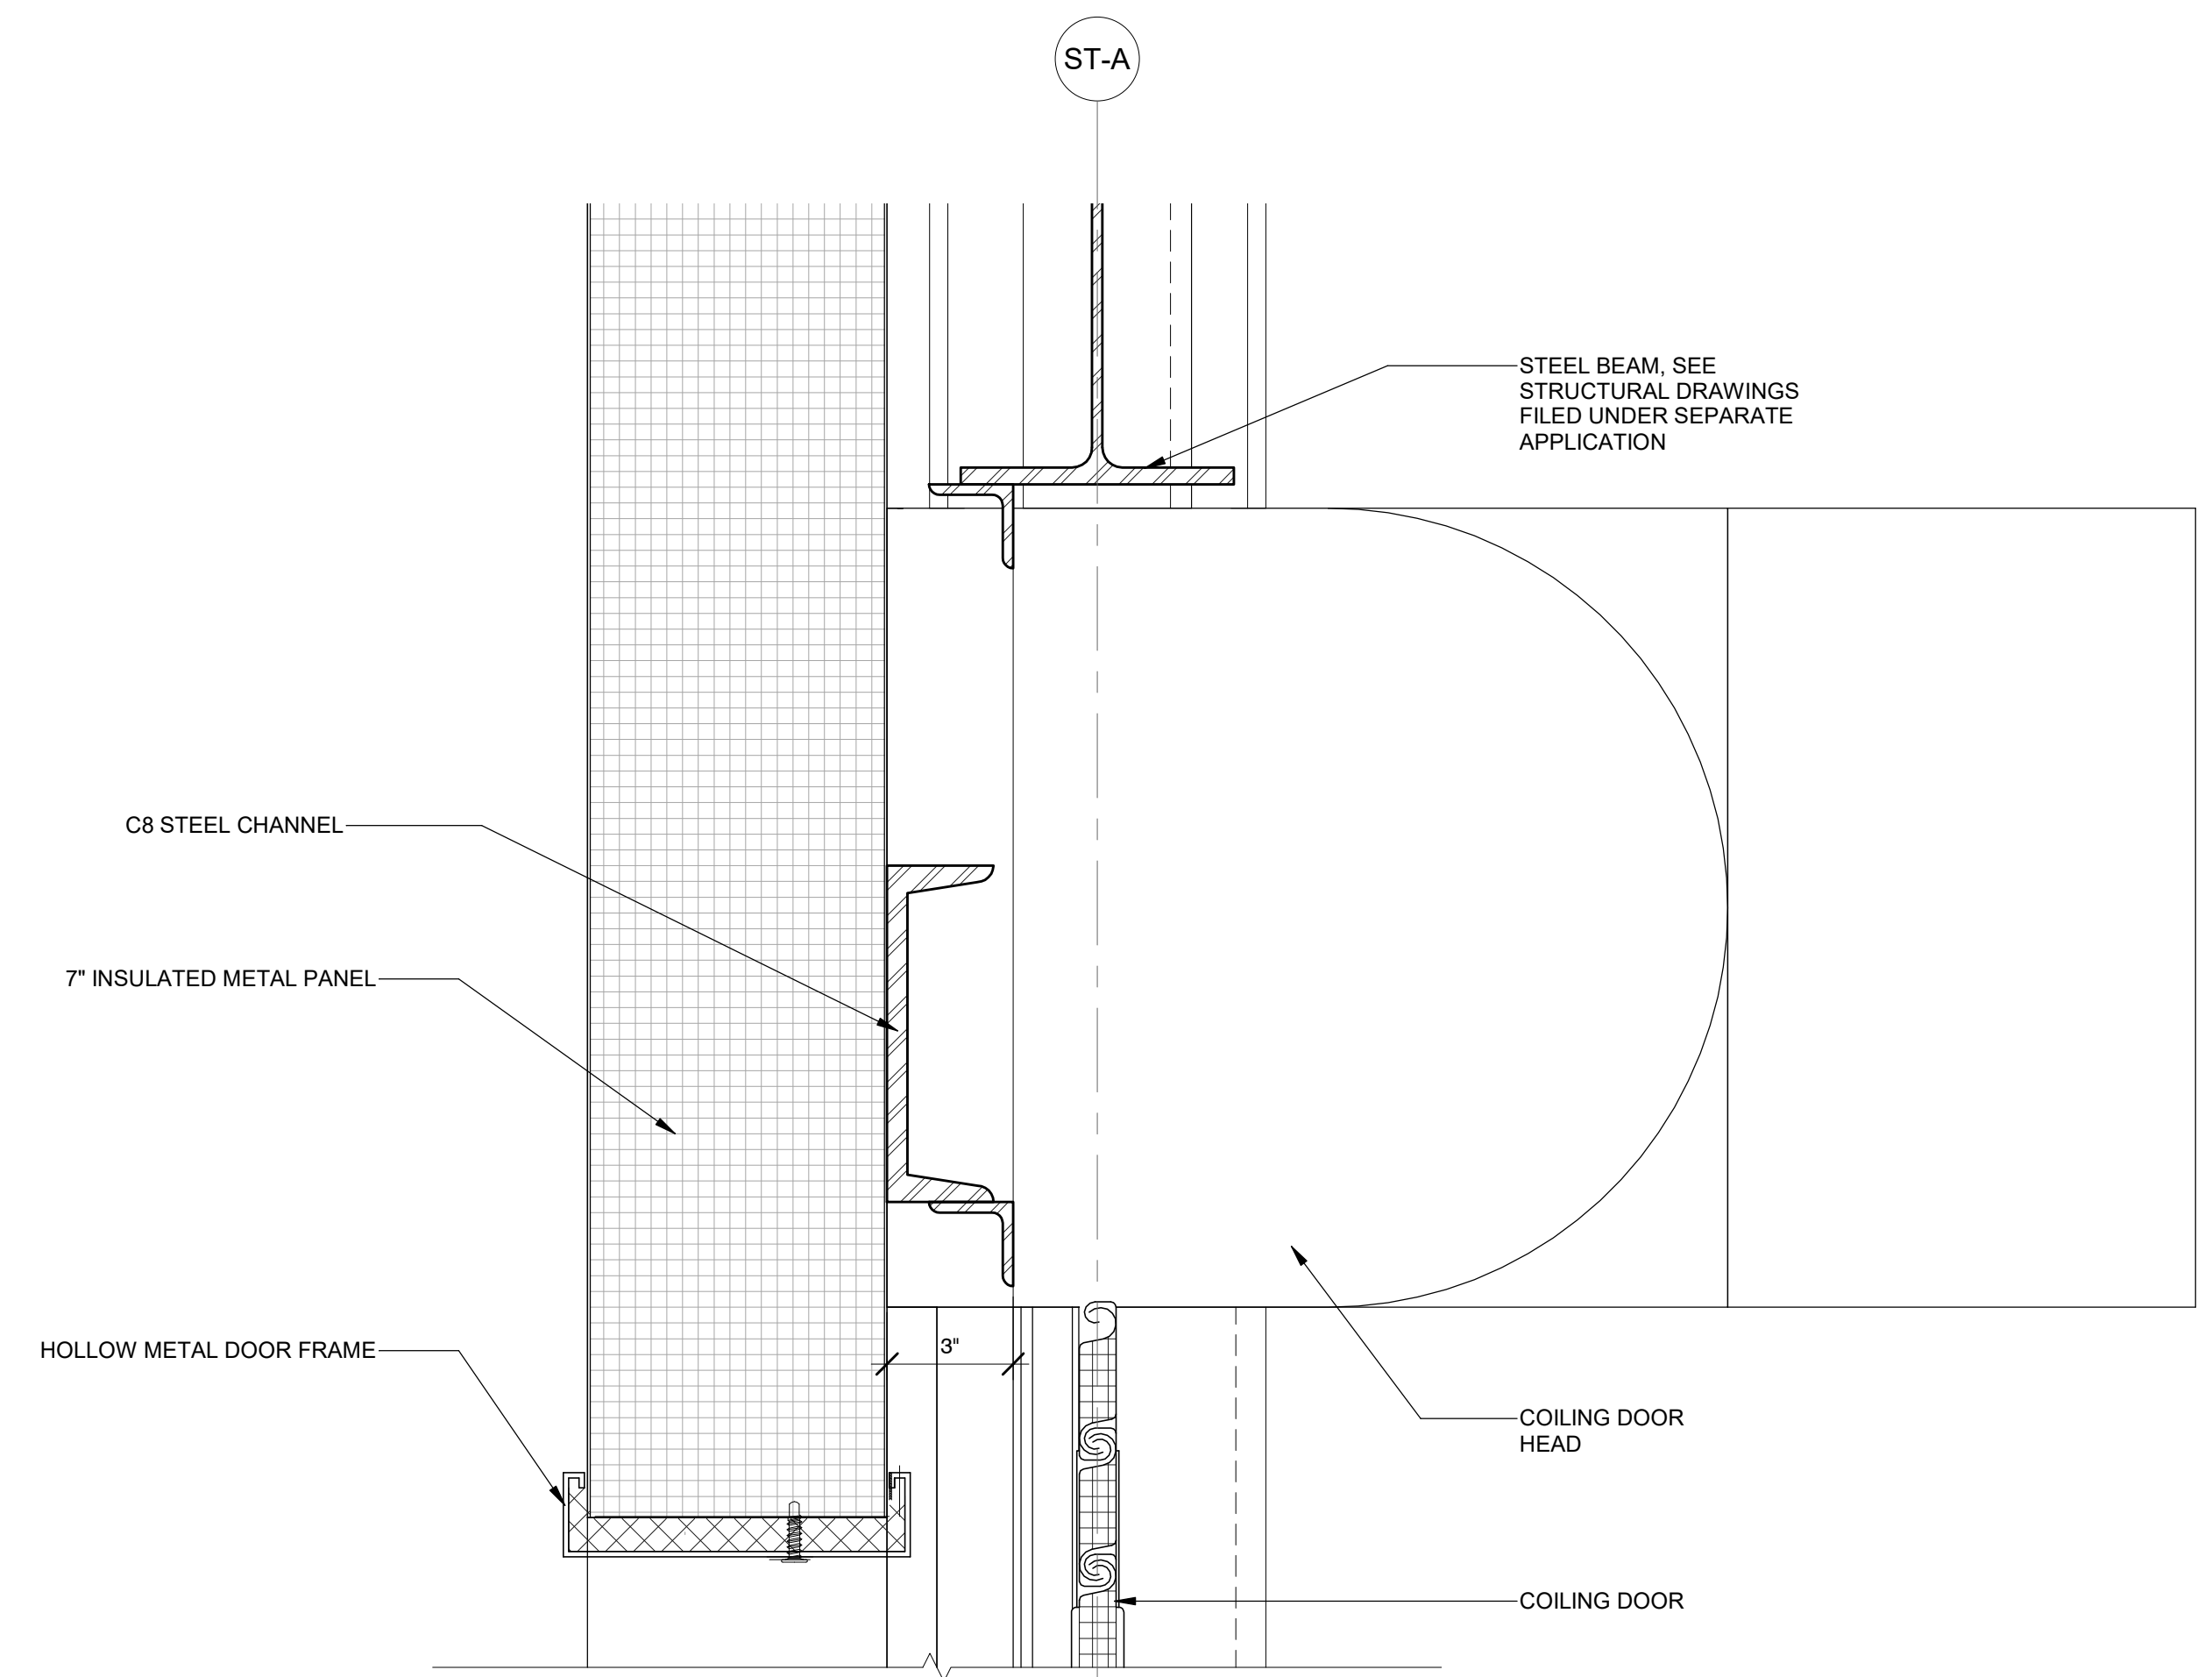 ST-A
STEEL BEAM, SEE
STRUCTURAL DRAWINGS
FILED UNDER SEPARATE
APPLICATION
C8 STEEL CHANNEL
7" INSULATED METAL PANEL
HOLLOW METAL DOOR FRAME
3"
COILING DOOR
HEAD
COILING DOOR